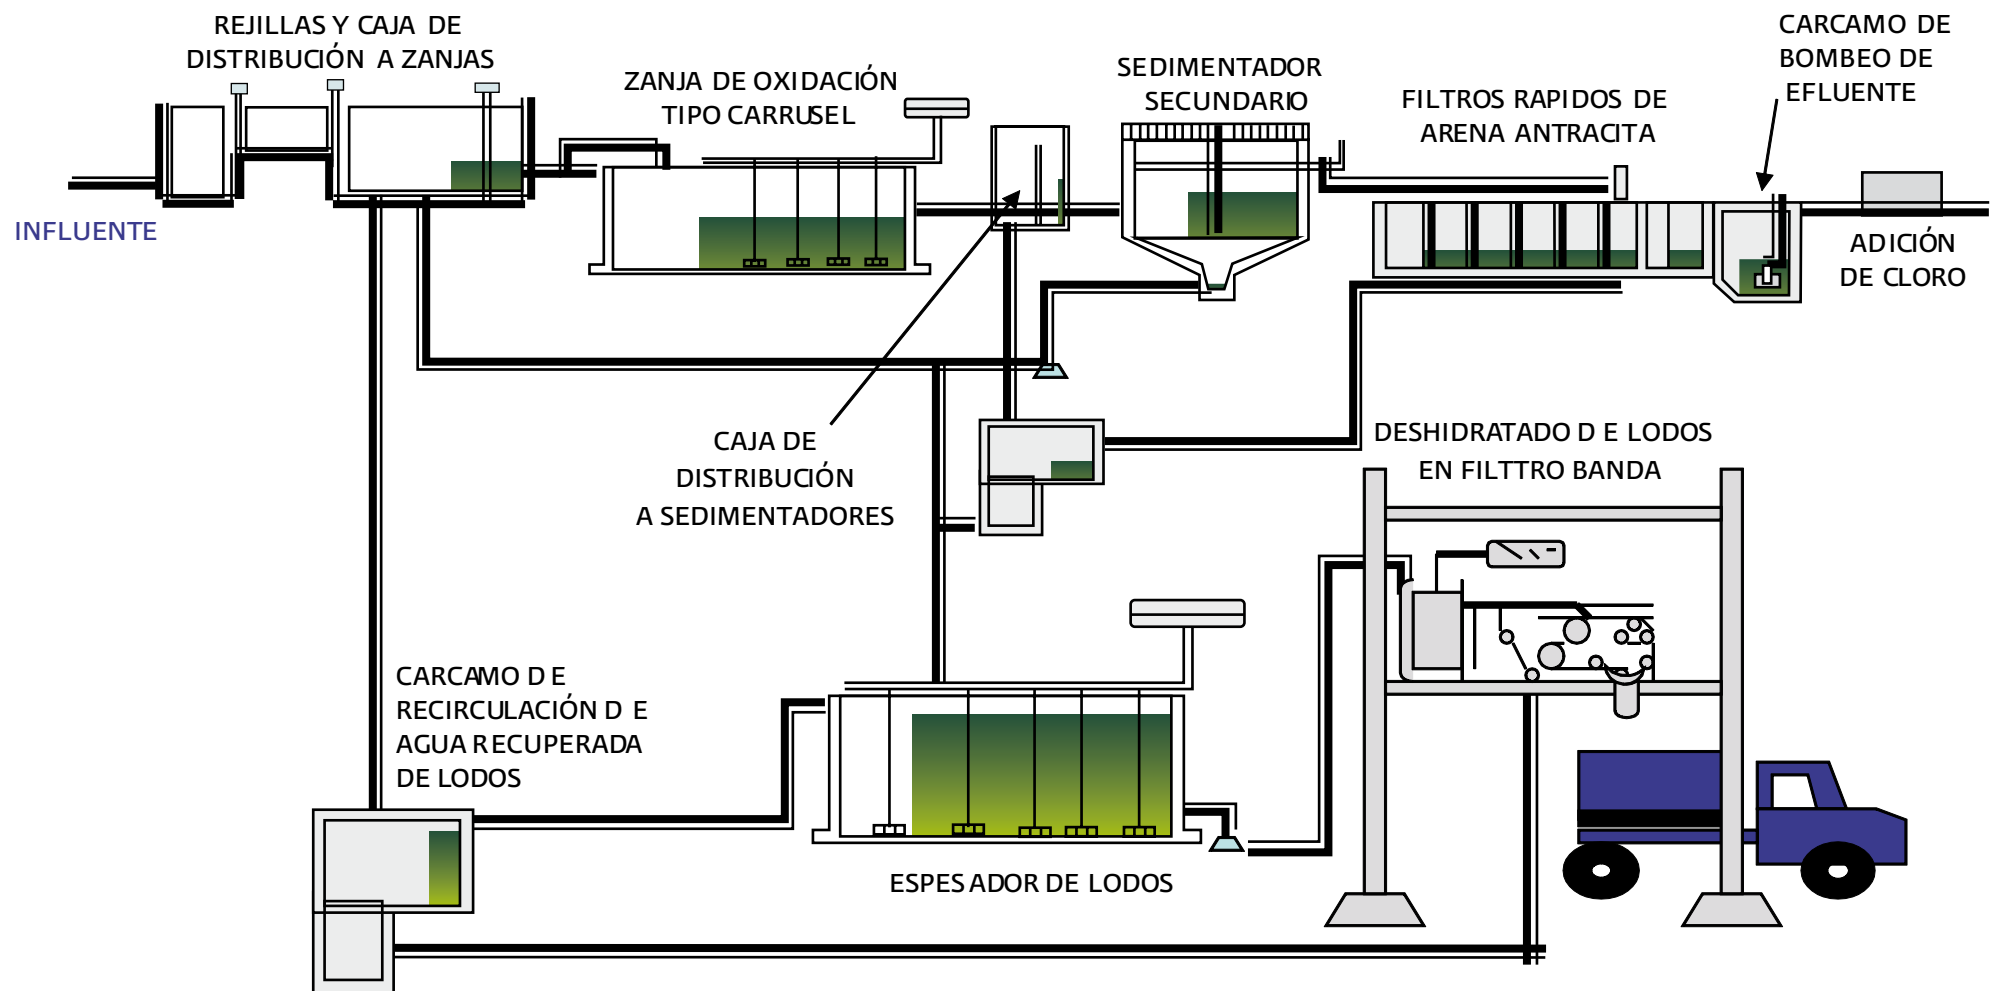 REJILLAS Y CAJA DE
DISTRIBUCIÓN A ZANJAS
INFLUENTE
ZANJA DE OXIDACIÓN
TIPO CARRUSEL
SEDIMENTADOR
SECUNDARIO
FILTROS RAPIDOS DE
ARENA ANTRACITA
CARCAMO DE
BOMBEO DE
EFLUENTE
ADICIÓN
DE CLORO
CAJA DE
DISTRIBUCIÓN
A SEDIMENTADORES
DESHIDRATADO DE LODOS
EN FILTTRO BANDA
CARCAMO DE
RECIRCULACIÓN DE
AGUA RECUPERADA
DE LODOS
ESPESADOR DE LODOS